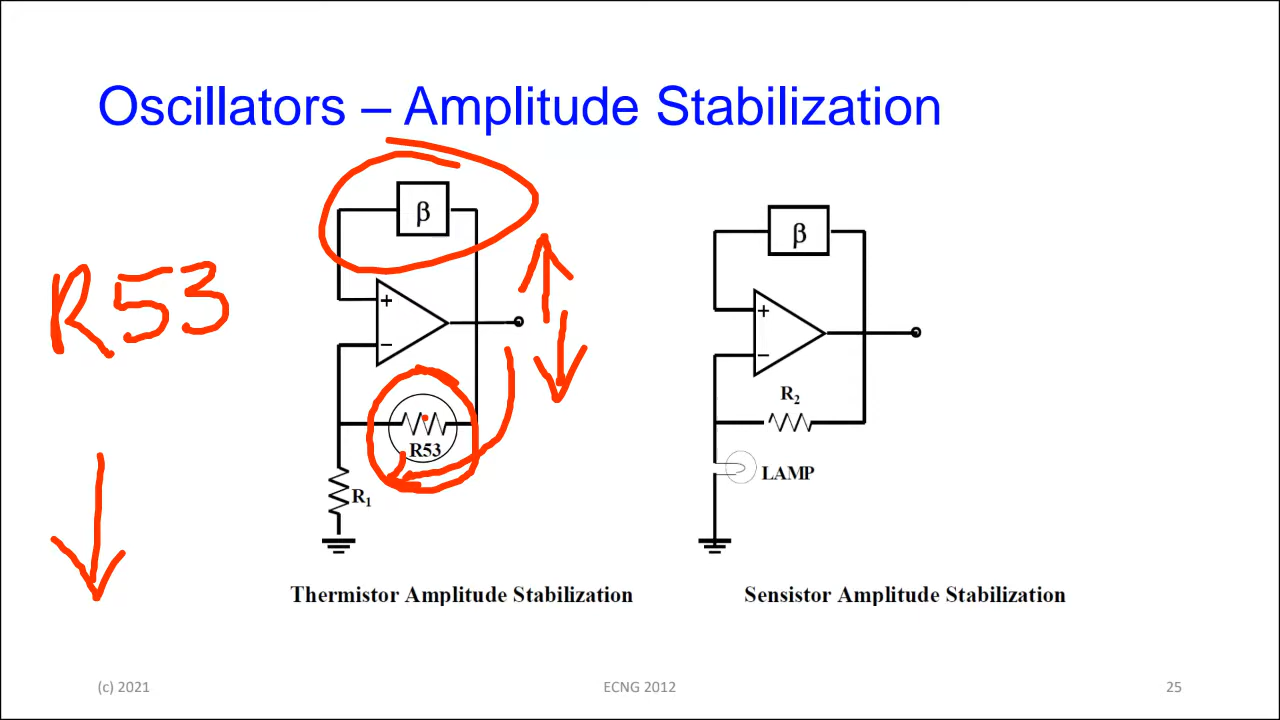 Oscillators – Amplitude Stabilization
β
β
R53
+
+
−
−
R₂
R53
LAMP
R₁
Thermistor Amplitude Stabilization
Sensistor Amplitude Stabilization
(c) 2021
ECNG 2012
25